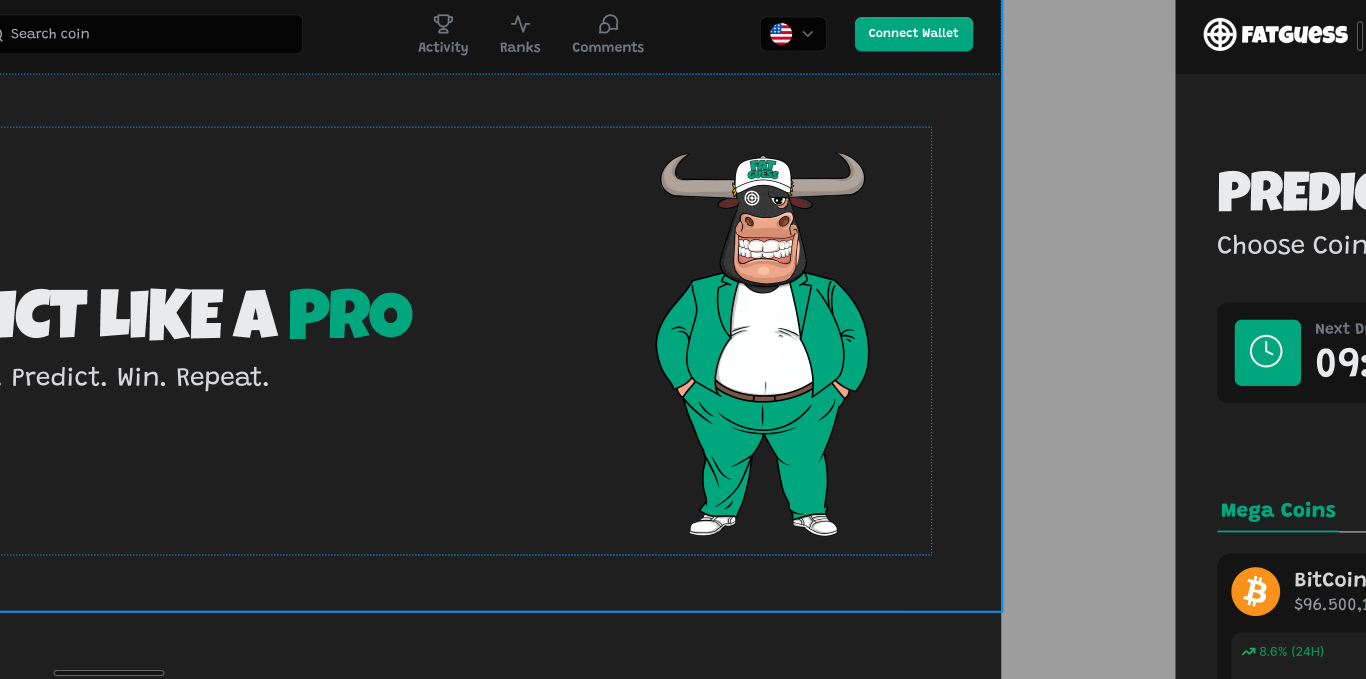 Search coin
Activity
Ranks
Comments
Connect Wallet
FATGUESS
FAT
GUESS
ICT LIKE A PRO
. Predict. Win. Repeat.
PREDIC
Choose Coin
Next Dr
09:
Mega Coins
BitCoin
$96.500,1
8.6% (24H)